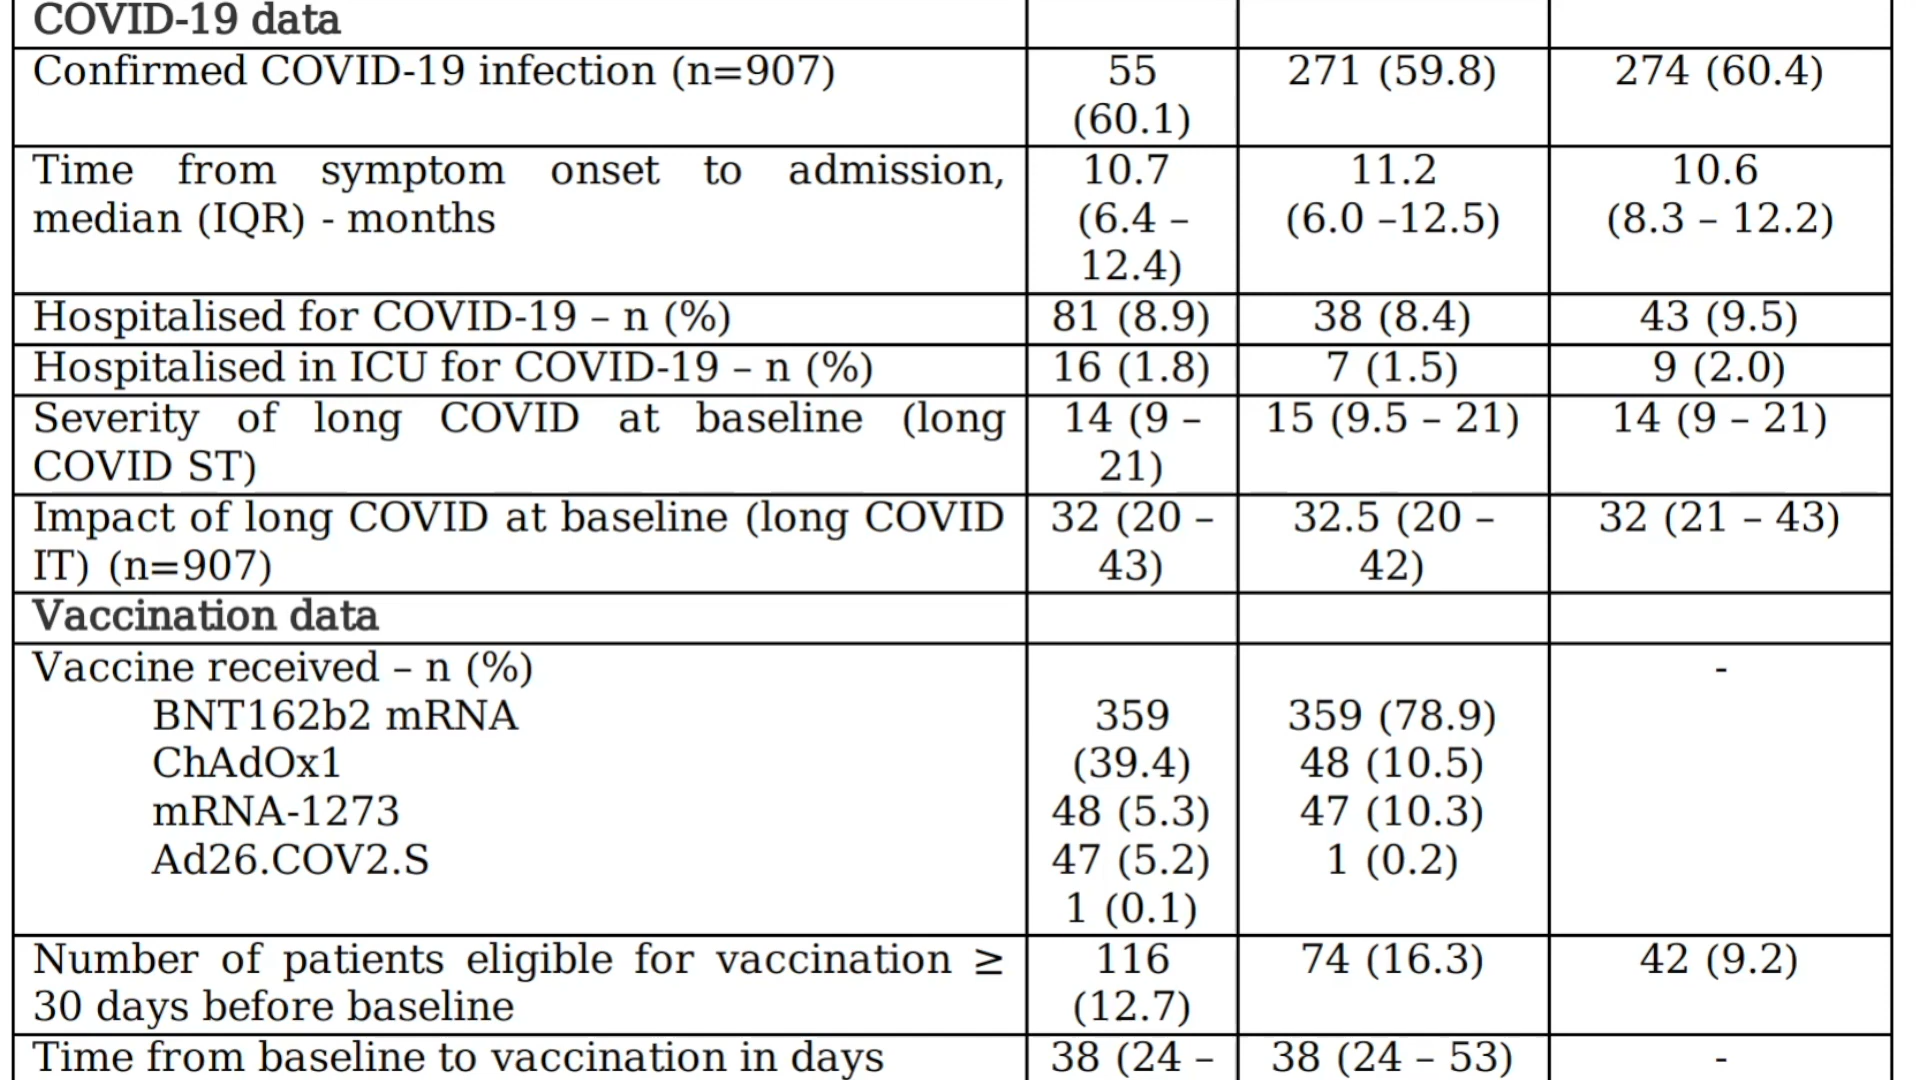 COVID-19 data
Confirmed COVID-19 infection (n=907)
55
(60.1)
271 (59.8)
274 (60.4)
Time from symptom onset to admission,
median (IQR) - months
10.7
(6.4 –
12.4)
11.2
(6.0 –12.5)
10.6
(8.3 – 12.2)
Hospitalised for COVID-19 – n (%)
81 (8.9)
38 (8.4)
43 (9.5)
Hospitalised in ICU for COVID-19 – n (%)
16 (1.8)
7 (1.5)
9 (2.0)
Severity of long COVID at baseline (long
COVID ST)
14 (9 –
21)
15 (9.5 – 21)
14 (9 – 21)
Impact of long COVID at baseline (long COVID
IT) (n=907)
32 (20 –
43)
32.5 (20 –
42)
32 (21 – 43)
Vaccination data
Vaccine received – n (%)
BNT162b2 mRNA
ChAdOx1
mRNA-1273
Ad26.COV2.S
359
(39.4)
48 (5.3)
47 (5.2)
1 (0.1)
359 (78.9)
48 (10.5)
47 (10.3)
1 (0.2)
-
Number of patients eligible for vaccination ≥
30 days before baseline
116
(12.7)
74 (16.3)
42 (9.2)
Time from baseline to vaccination in days
38 (24 –
38 (24 – 53)
-